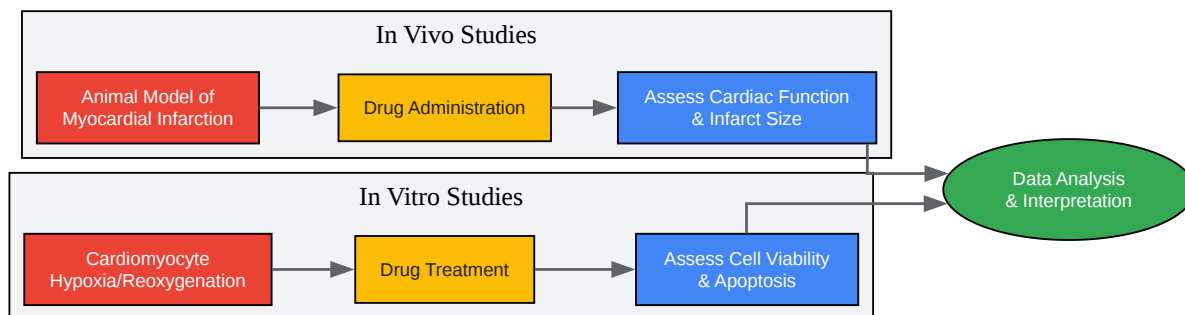 In Vivo Studies
Animal Model of
Myocardial Infarction
Drug Administration
Assess Cardiac Function
& Infarct Size
Data Analysis
& Interpretation
In Vitro Studies
Cardiomyocyte
Hypoxia/Reoxygenation
Drug Treatment
Assess Cell Viability
& Apoptosis